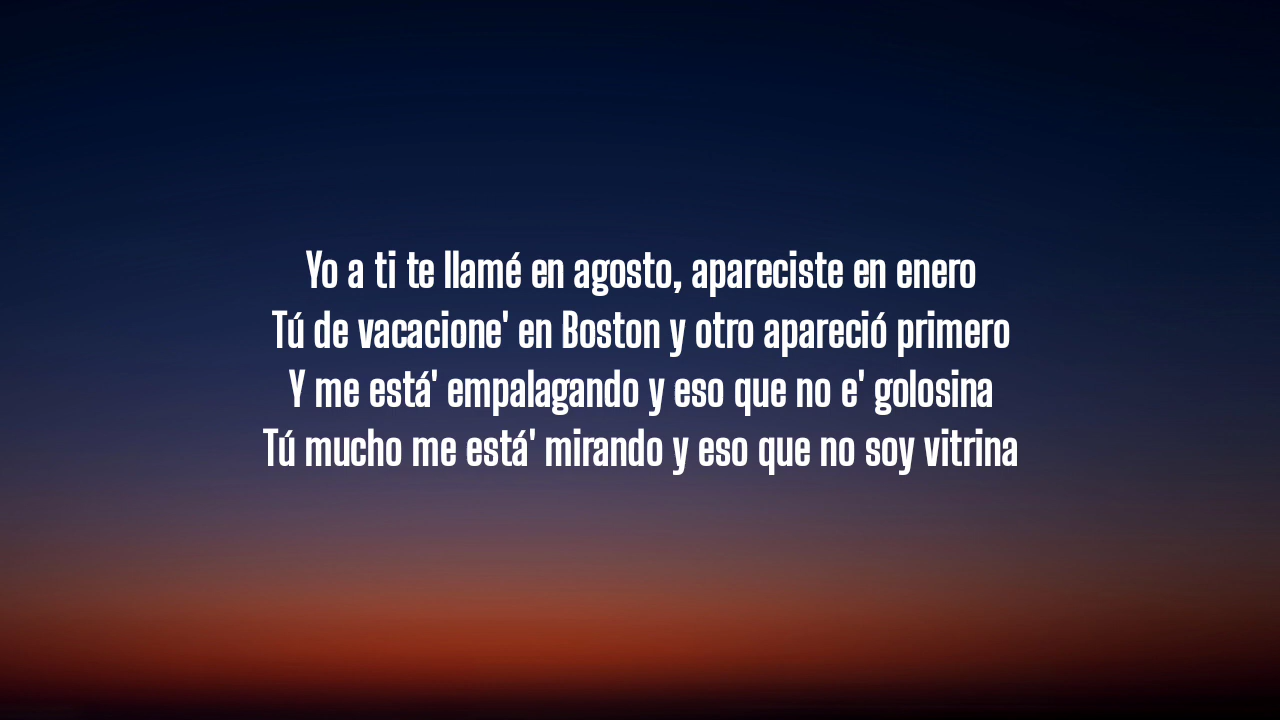 Yo a ti te llamé en agosto, apareciste en enero
Tú de vacacione' en Boston y otro apareció primero
Y me está' empalagando y eso que no e' golosina
Tú mucho me está' mirando y eso que no soy vitrina